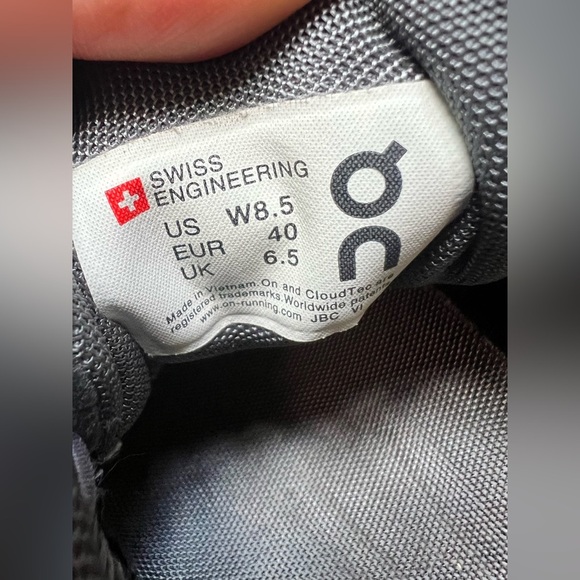 SWISS
ENGINEERING
US W8.5
EUR 40
UK 6.5
Made in Vietnam. On and CloudTec are
registered trademarks. Worldwide patents
www.on-running.com JBC VI
On